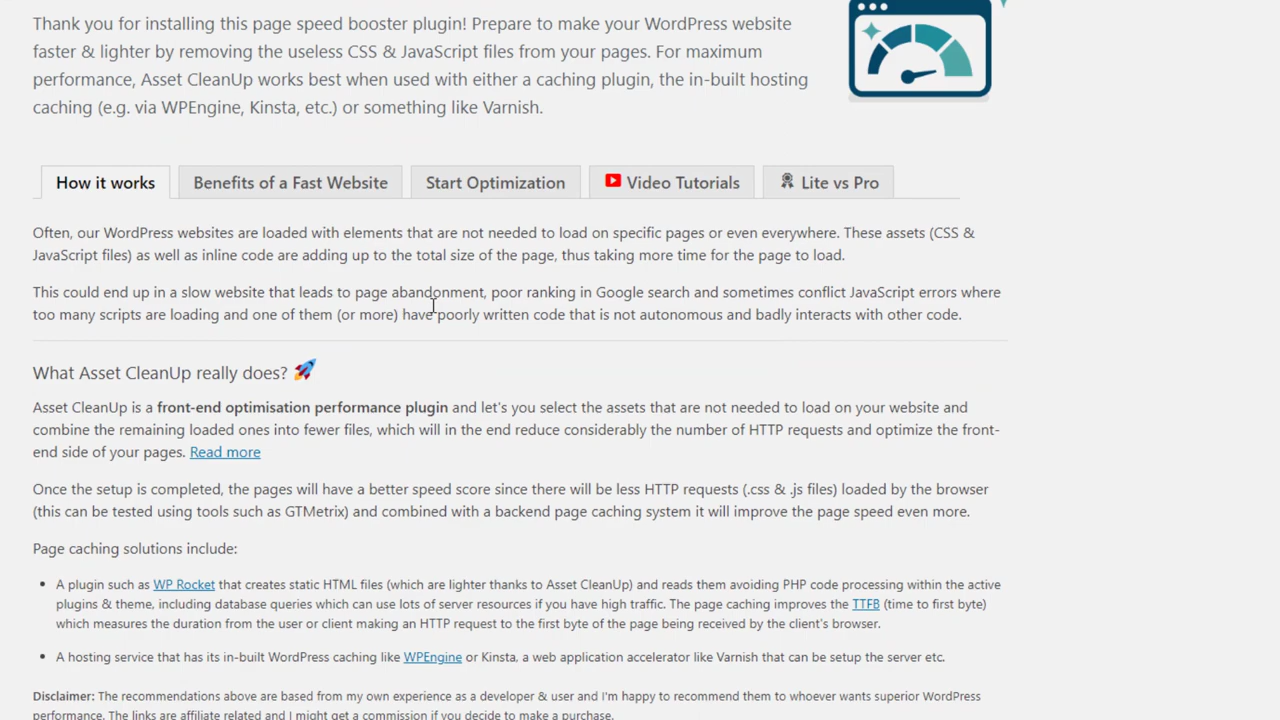 Thank you for installing this page speed booster plugin! Prepare to make your WordPress website
faster & lighter by removing the useless CSS & JavaScript files from your pages. For maximum
performance, Asset CleanUp works best when used with either a caching plugin, the in-built hosting
caching (e.g. via WPEngine, Kinsta, etc.) or something like Varnish.
How it works
Benefits of a Fast Website
Start Optimization
Video Tutorials
Lite vs Pro
Often, our WordPress websites are loaded with elements that are not needed to load on specific pages or even everywhere. These assets (CSS &
JavaScript files) as well as inline code are adding up to the total size of the page, thus taking more time for the page to load.
This could end up in a slow website that leads to page abandonment, poor ranking in Google search and sometimes conflict JavaScript errors where
too many scripts are loading and one of them (or more) have poorly written code that is not autonomous and badly interacts with other code.
What Asset CleanUp really does?
Asset CleanUp is a front-end optimisation performance plugin and let's you select the assets that are not needed to load on your website and
combine the remaining loaded ones into fewer files, which will in the end reduce considerably the number of HTTP requests and optimize the front-
end side of your pages. Read more
Once the setup is completed, the pages will have a better speed score since there will be less HTTP requests (.css & .js files) loaded by the browser
(this can be tested using tools such as GTMetrix) and combined with a backend page caching system it will improve the page speed even more.
Page caching solutions include:
• A plugin such as WP Rocket that creates static HTML files (which are lighter thanks to Asset CleanUp) and reads them avoiding PHP code processing within the active
plugins & theme, including database queries which can use lots of server resources if you have high traffic. The page caching improves the TTFB (time to first byte)
which measures the duration from the user or client making an HTTP request to the first byte of the page being received by the client's browser.
• A hosting service that has its in-built WordPress caching like WPEngine or Kinsta, a web application accelerator like Varnish that can be setup the server etc.
Disclaimer: The recommendations above are based from my own experience as a developer & user and I'm happy to recommend them to whoever wants superior WordPress
performance. The links are affiliate related and I might get a commission if you decide to make a purchase.